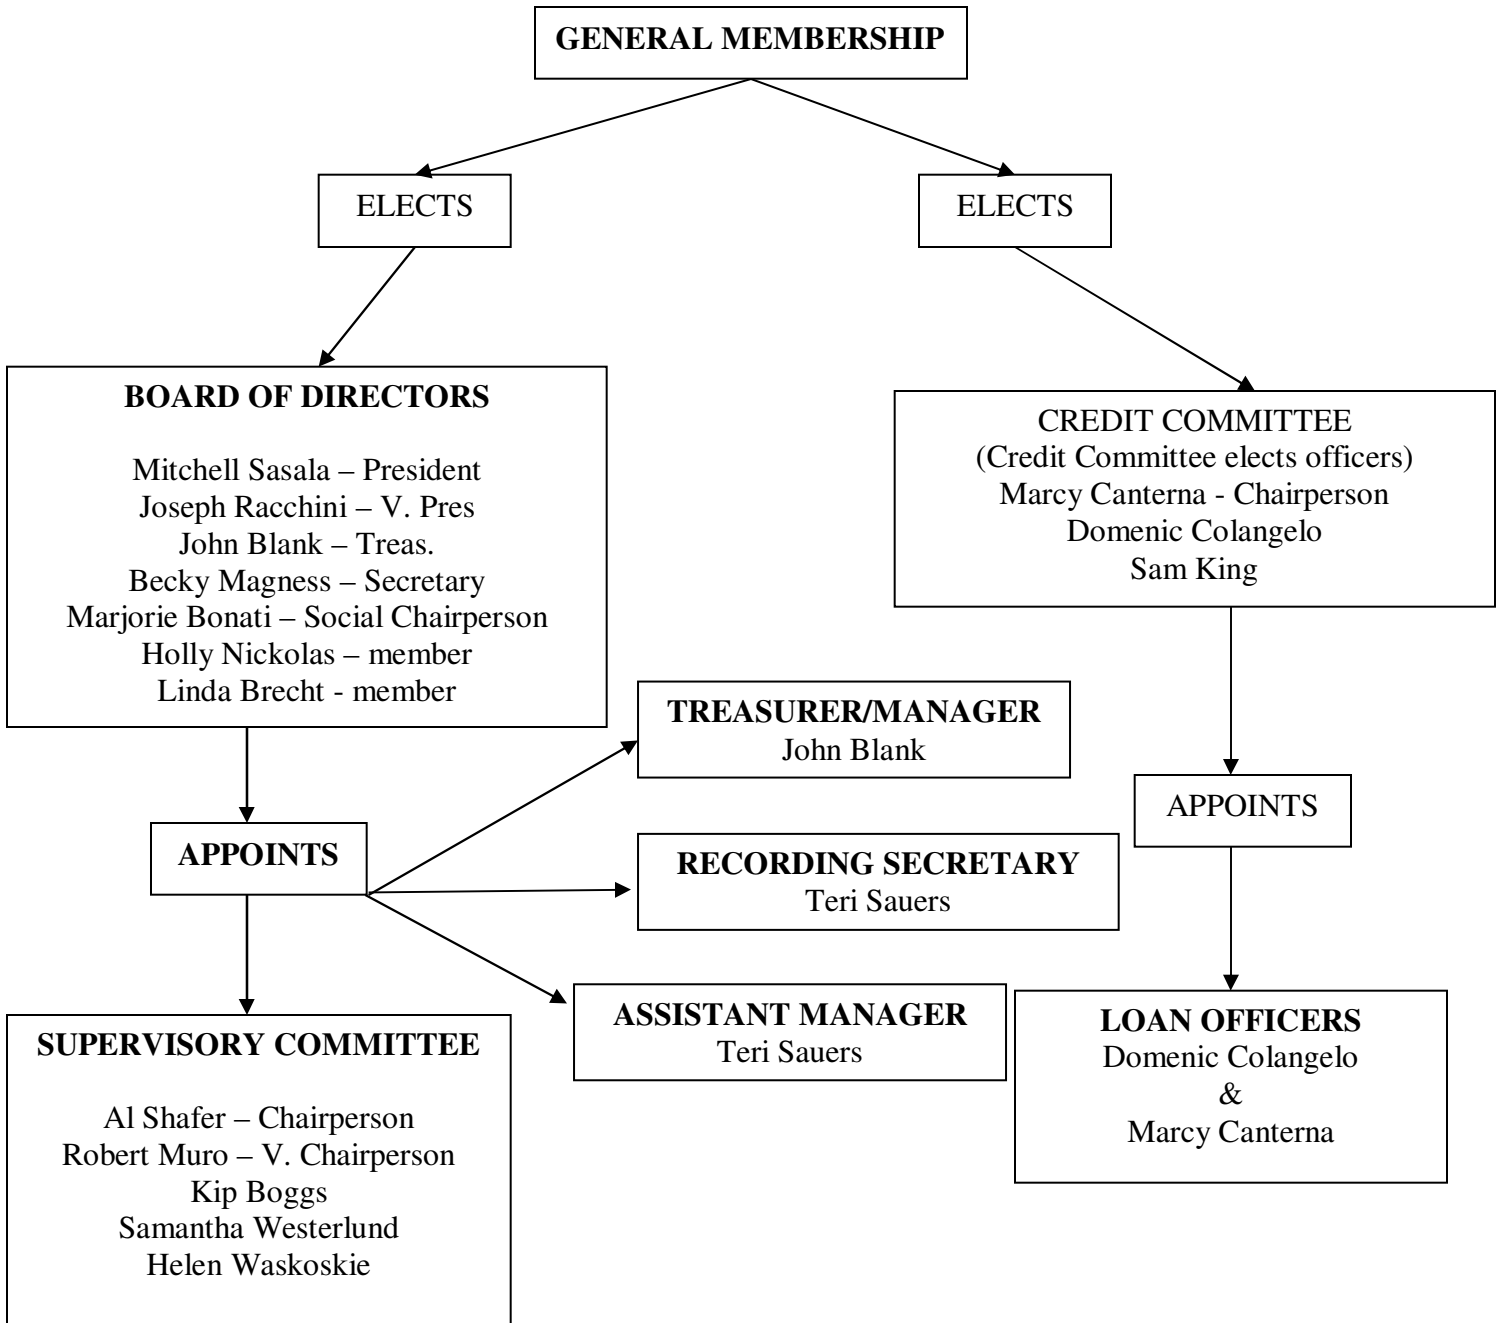 GENERAL MEMBERSHIP
ELECTS
ELECTS
BOARD OF DIRECTORS
Mitchell Sasala – President
Joseph Racchini – V. Pres
John Blank – Treas.
Becky Magness – Secretary
Marjorie Bonati – Social Chairperson
Holly Nickolas – member
Linda Brecht - member
CREDIT COMMITTEE
(Credit Committee elects officers)
Marcy Canterna - Chairperson
Domenic Colangelo
Sam King
TREASURER/MANAGER
John Blank
APPOINTS
APPOINTS
RECORDING SECRETARY
Teri Sauers
ASSISTANT MANAGER
Teri Sauers
LOAN OFFICERS
Domenic Colangelo
&
Marcy Canterna
SUPERVISORY COMMITTEE
Al Shafer – Chairperson
Robert Muro – V. Chairperson
Kip Boggs
Samantha Westerlund
Helen Waskoskie